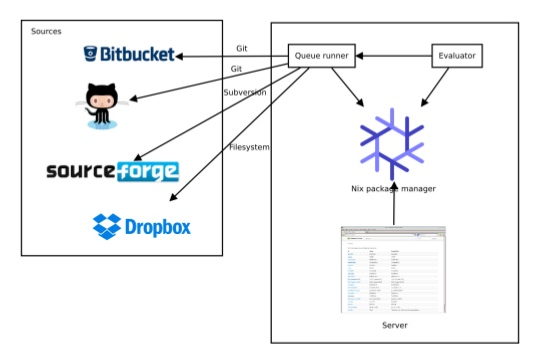 Sources
Bitbucket
Git
Queue runner
Evaluator
Git
Subversion
sourceforge
Filesystem
Nix package manager
Dropbox
Server